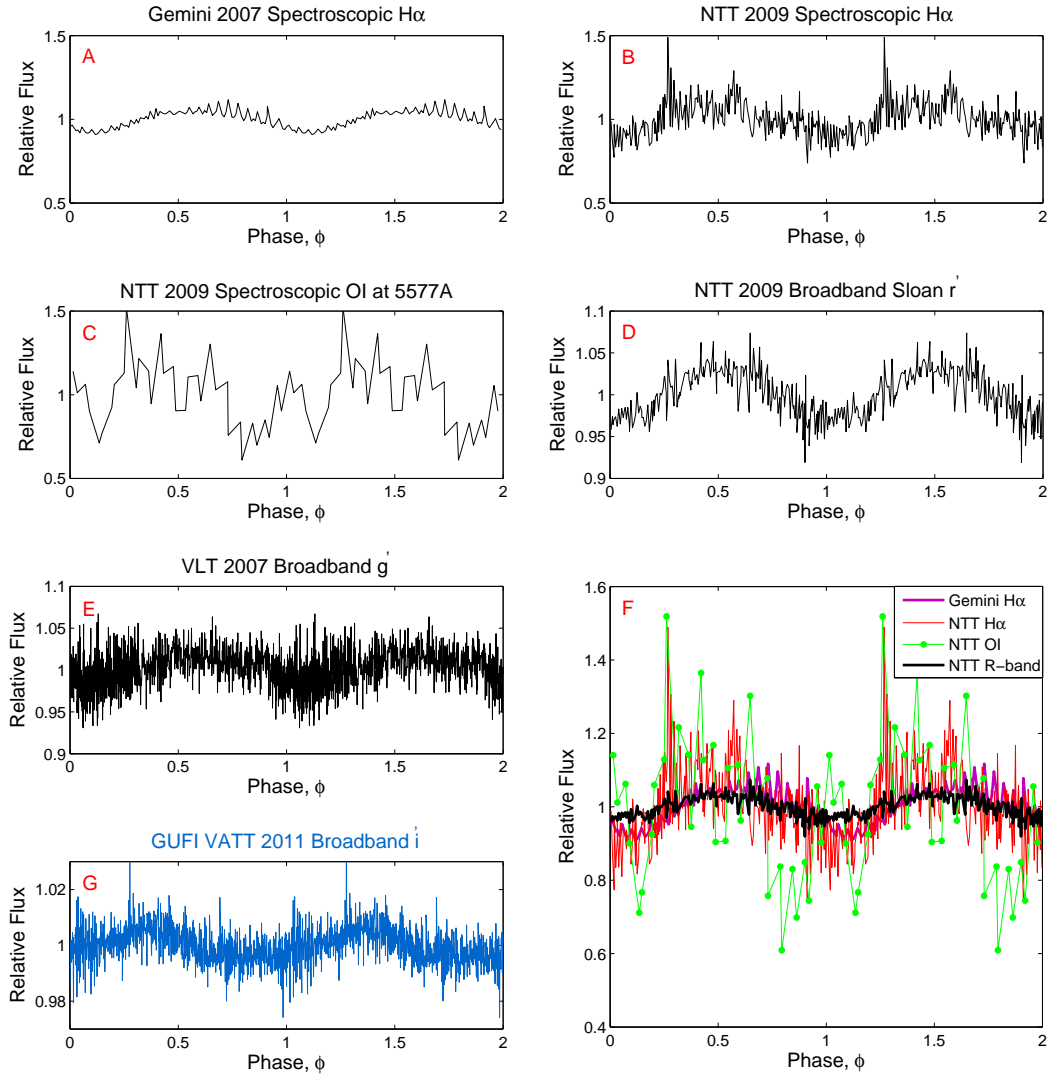 Gemini 2007 Spectroscopic Hα
A
Relative Flux
1.5
1
0.5
0
0.5
1
1.5
2
Phase, ϕ
NTT 2009 Spectroscopic Hα
B
Relative Flux
1.5
1
0.5
0
0.5
1
1.5
2
Phase, ϕ
NTT 2009 Spectroscopic OI at 5577A
C
Relative Flux
1.5
1
0.5
0
0.5
1
1.5
2
Phase, ϕ
NTT 2009 Broadband Sloan r'
D
Relative Flux
1.1
1.05
1
0.95
0.9
0
0.5
1
1.5
2
Phase, ϕ
VLT 2007 Broadband g'
E
Relative Flux
1.1
1.05
1
0.95
0.9
0
0.5
1
1.5
2
Phase, ϕ
F
Gemini Hα
NTT Hα
NTT OI
NTT R−band
Relative Flux
1.6
1.4
1.2
1
0.8
0.6
0.4
0
0.5
1
1.5
2
Phase, ϕ
GUFI VATT 2011 Broadband i'
G
Relative Flux
1.02
1
0.98
0
0.5
1
1.5
2
Phase, ϕ